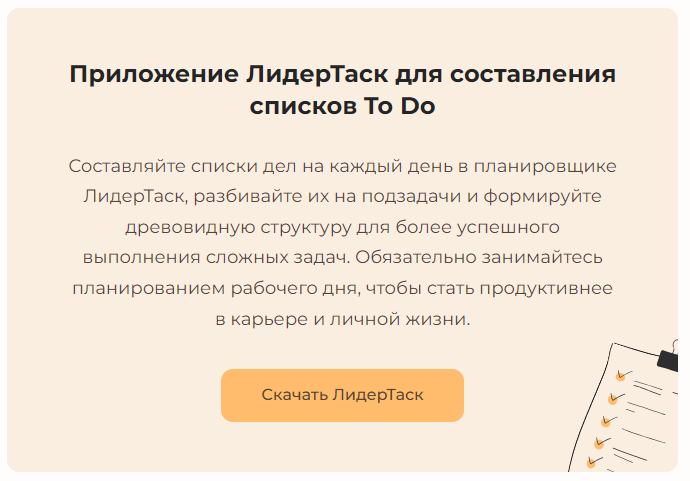 Приложение ЛидерТаск для составления
списков To Do
Составляйте списки дел на каждый день в планировщике
ЛидерТаск, разбивайте их на подзадачи и формируйте
древовидную структуру для более успешного
выполнения сложных задач. Обязательно занимайтесь
планированием рабочего дня, чтобы стать продуктивнее
в карьере и личной жизни.
Скачать ЛидерТаск